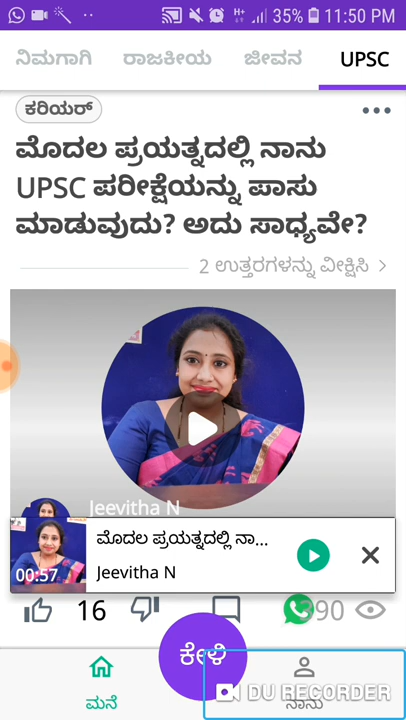 H+ 35% 11:50 PM
ನಿಮಗಾಗಿ ರಾಜಕೀಯ ಜೀವನ UPSC
ಕರಿಯರ್
ಮೊದಲ ಪ್ರಯತ್ನದಲ್ಲಿ ನಾನು
UPSC ಪರೀಕ್ಷೆಯನ್ನು ಪಾಸು
ಮಾಡುವುದು? ಅದು ಸಾಧ್ಯವೇ?
2 ಉತ್ತರಗಳನ್ನು ವೀಕ್ಷಿಸಿ
Jeevitha N
ಮೊದಲ ಪ್ರಯತ್ನದಲ್ಲಿ ನಾ...
00:57 Jeevitha N
16 390
ಕೇಳಿ
DU RECORDER
ಮನೆ ನಾನು